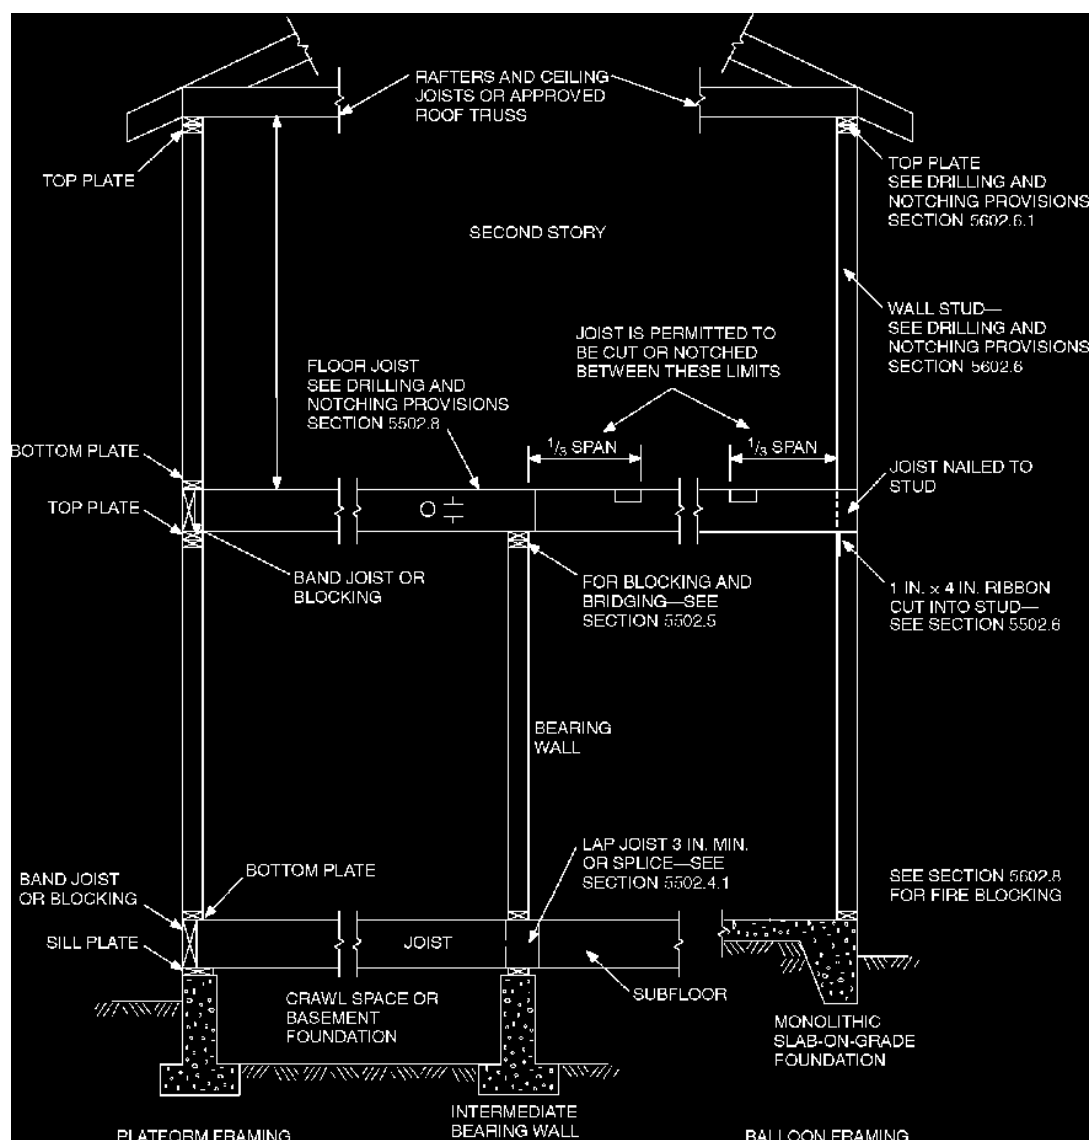 RAFTERS AND CEILING
JOISTS OR APPROVED
ROOF TRUSS
TOP PLATE
TOP PLATE
SEE DRILLING AND
NOTCHING PROVISIONS
SECTION 5602.6.1
SECOND STORY
WALL STUD—
SEE DRILLING AND
NOTCHING PROVISIONS
SECTION 5602.6
JOIST IS PERMITTED TO
BE CUT OR NOTCHED
BETWEEN THESE LIMITS
FLOOR JOIST
SEE DRILLING AND
NOTCHING PROVISIONS
SECTION 5502.8
1/3 SPAN
1/3 SPAN
BOTTOM PLATE
JOIST NAILED TO
STUD
TOP PLATE
BAND JOIST OR
BLOCKING
FOR BLOCKING AND
BRIDGING—SEE
SECTION 5502.5
1 IN. x 4 IN. RIBBON
CUT INTO STUD—
SEE SECTION 5502.6
BEARING
WALL
LAP JOIST 3 IN. MIN.
OR SPLICE—SEE
SECTION 5502.4.1
BOTTOM PLATE
BAND JOIST
OR BLOCKING
SEE SECTION 5602.8
FOR FIRE BLOCKING
SILL PLATE
JOIST
SUBFLOOR
CRAWL SPACE OR
BASEMENT
FOUNDATION
MONOLITHIC
SLAB-ON-GRADE
FOUNDATION
PLATFORM FRAMING
INTERMEDIATE
BEARING WALL
BALLOON FRAMING